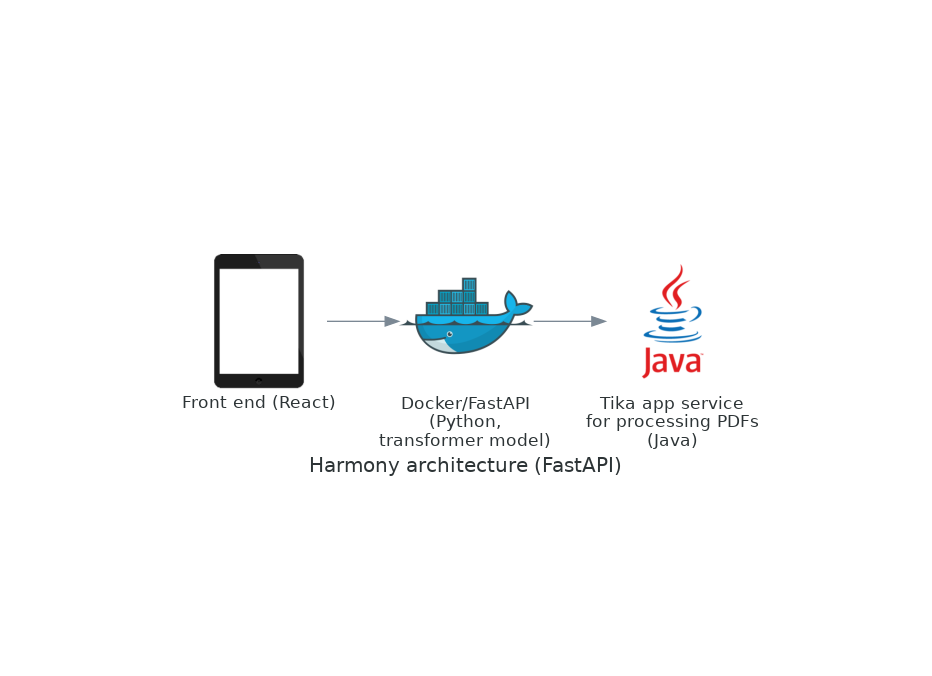 Java
Front end (React)
Docker/FastAPI
(Python,
transformer model)
Tika app service
for processing PDFs
(Java)
Harmony architecture (FastAPI)